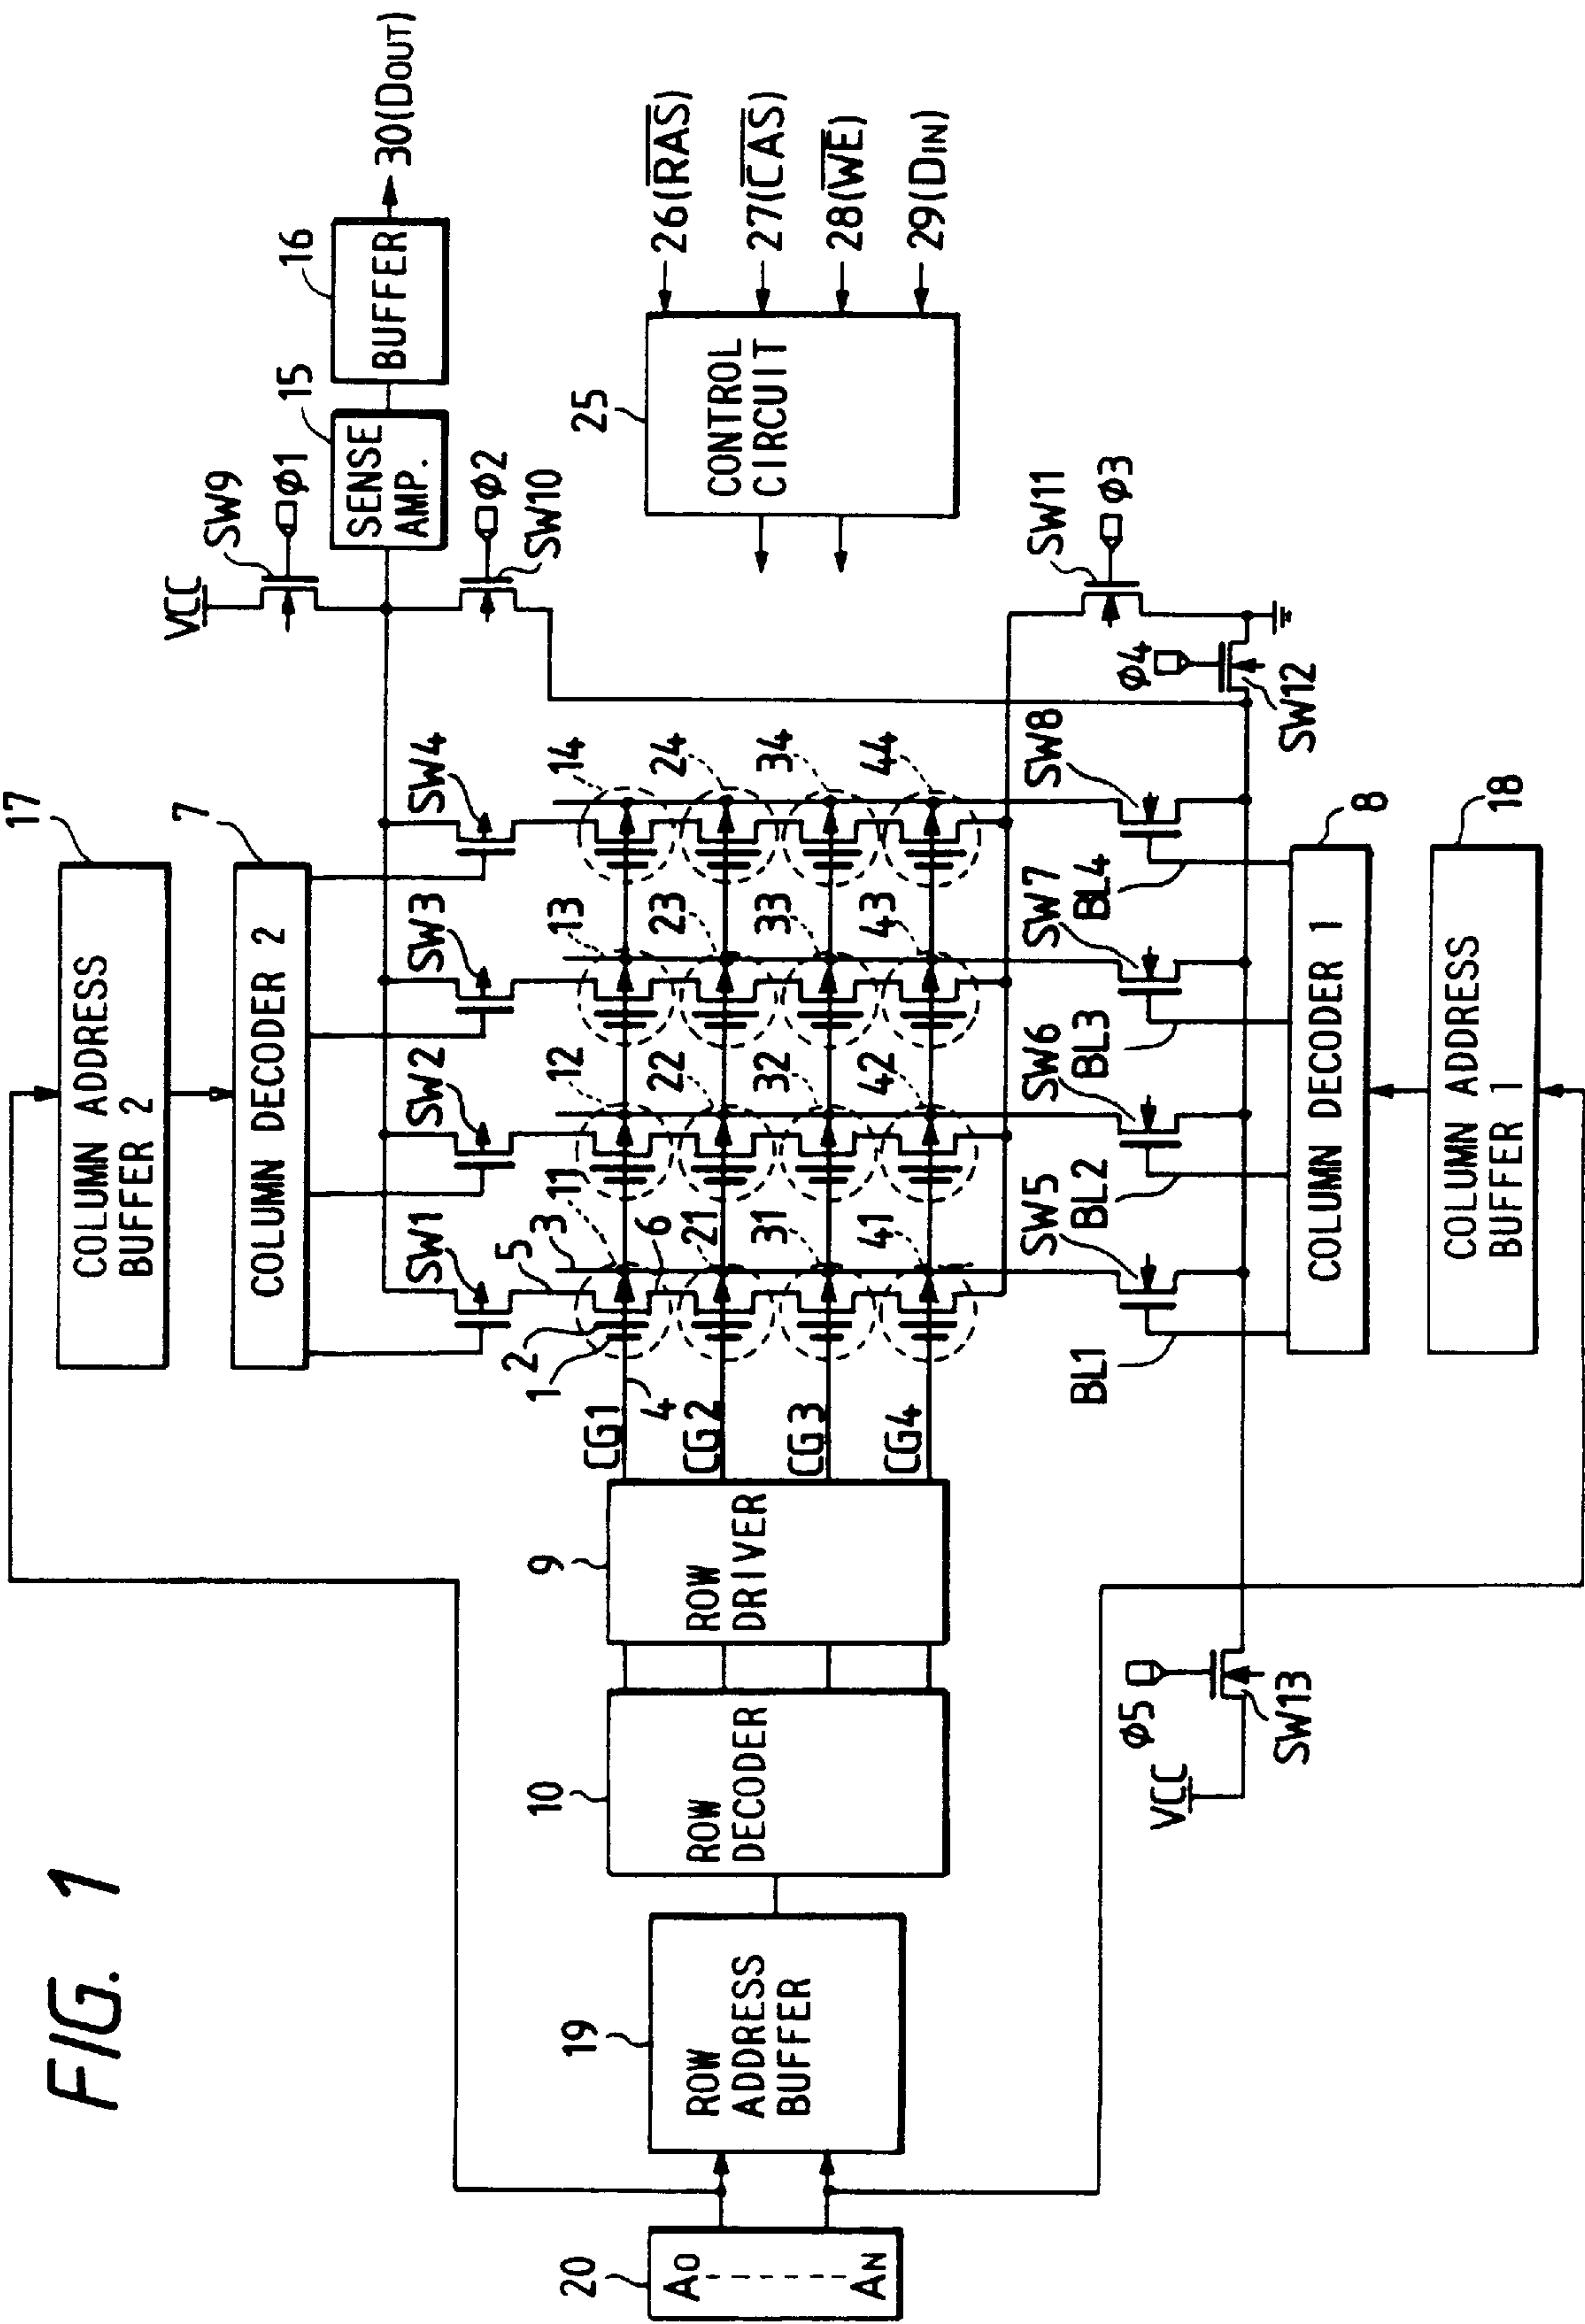 FIG. 1
17
COLUMN ADDRESS
BUFFER 2
7
COLUMN DECODER 2
SW1
SW2
SW3
SW4
VCC
SW9
φ1
φ2
SW10
15
SENSE
AMP.
16
BUFFER
30(DOUT)
20
A0
AN
19
ROW
ADDRESS
BUFFER
10
ROW
DECODER
9
ROW
DRIVER
CG1
CG2
CG3
CG4
1
2
3
4
5
6
11
12
13
14
21
22
23
24
31
32
33
34
41
42
43
44
25
CONTROL
CIRCUIT
26(R̅A̅S̅)
27(C̅A̅S̅)
28(W̅E̅)
29(DIN)
SW11
φ3
φ4
SW12
SW5
SW6
SW7
SW8
BL1
BL2
BL3
BL4
VCC
φ5
SW13
8
COLUMN DECODER 1
18
COLUMN ADDRESS
BUFFER 1